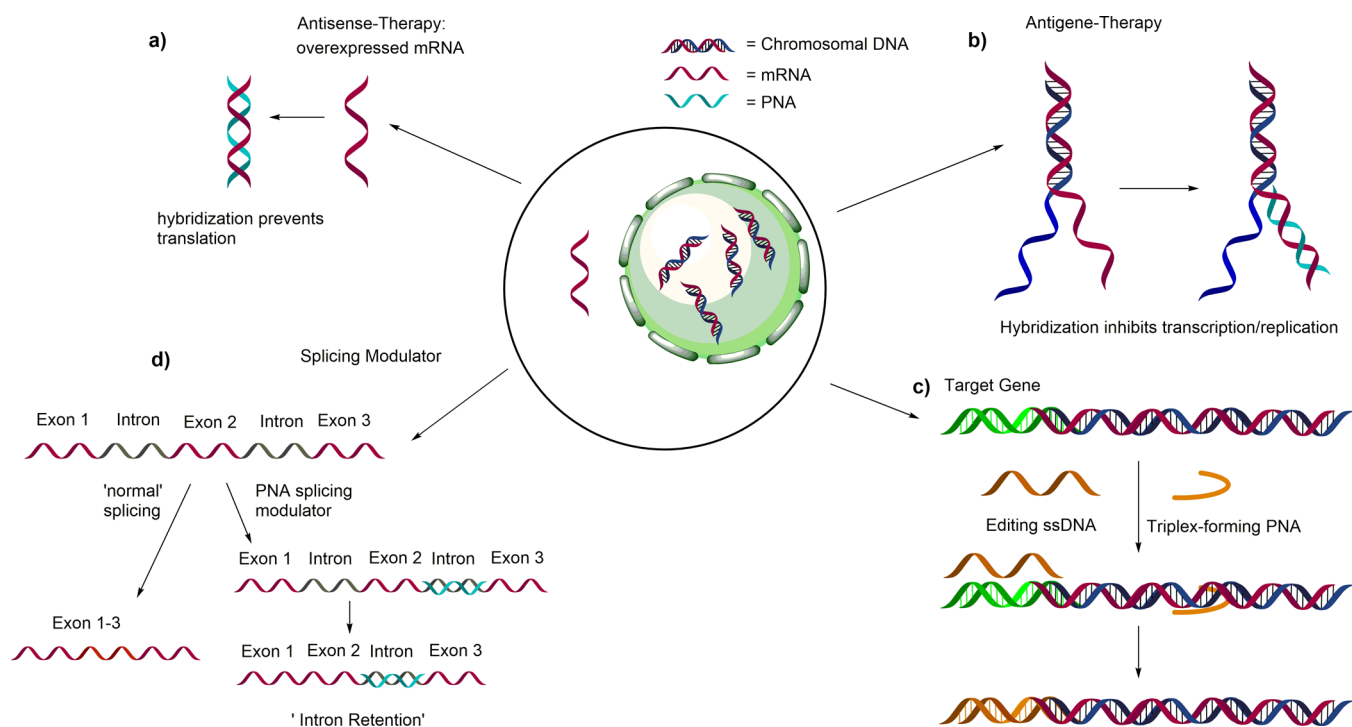 a)
Antisense-Therapy:
overexpressed mRNA
hybridization prevents
translation
= Chromosomal DNA
= mRNA
= PNA
b)
Antigene-Therapy
Hybridization inhibits transcription/replication
c)
Target Gene
Editing ssDNA
Triplex-forming PNA
d)
Splicing Modulator
Exon 1 Intron Exon 2 Intron Exon 3
'normal'
splicing
PNA splicing
modulator
Exon 1 Intron Exon 2 Intron Exon 3
Exon 1-3
Exon 1 Exon 2 Intron Exon 3
' Intron Retention'